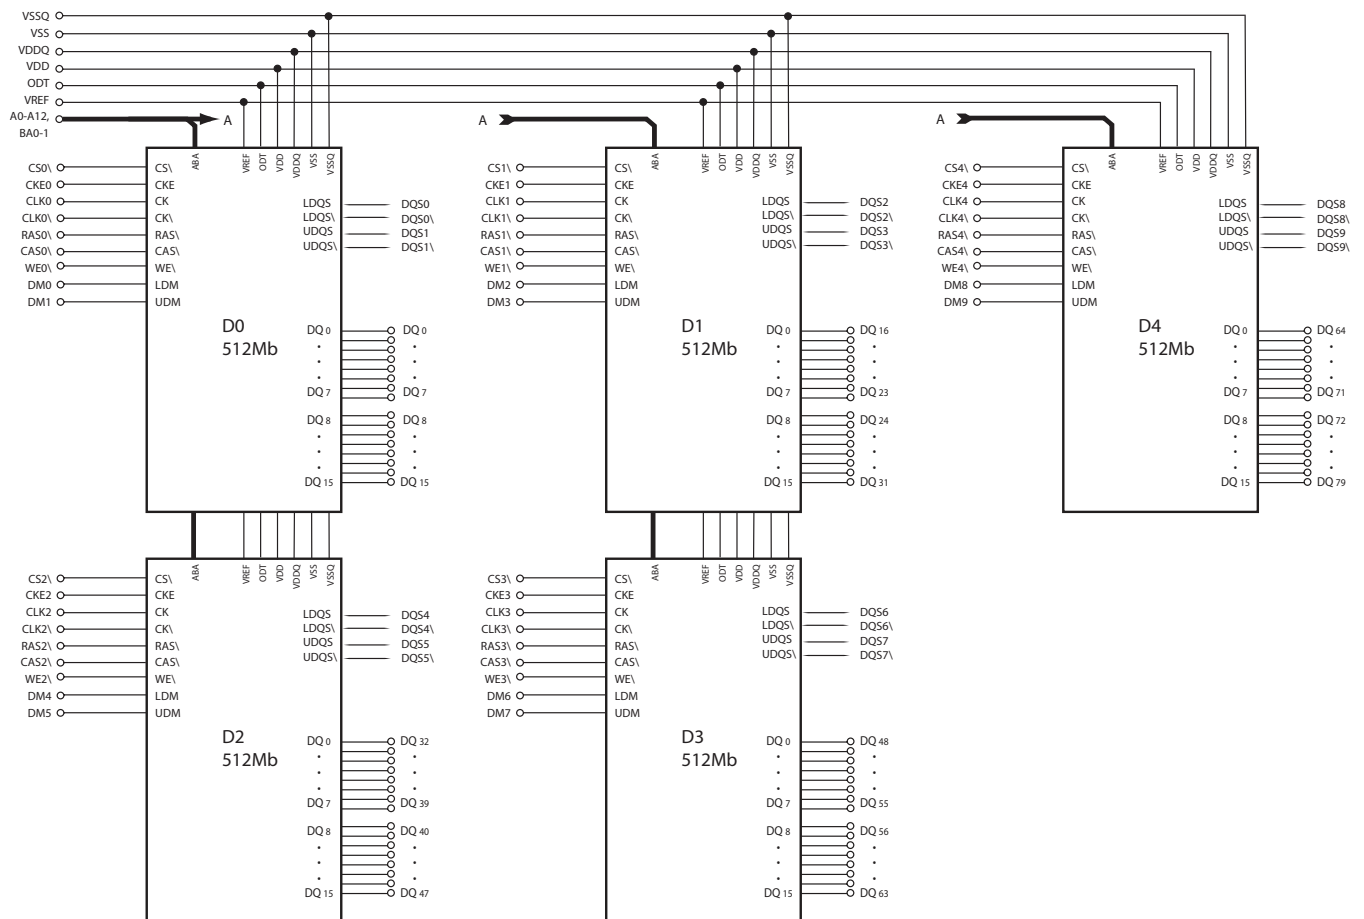 VSSQ
VSS
VDDQ
VDD
ODT
VREF
A0-A12,
BA0-1
A
A
A
ABA VREF ODT VDD VDDQ VSS VSSQ
ABA VREF ODT VDD VDDQ VSS VSSQ
ABA VREF ODT VDD VDDQ VSS VSSQ
CS0\ CS\
CKE0 CKE
CLK0 CK
CLK0\ CK\
RAS0\ RAS\
CAS0\ CAS\
WE0\ WE\
DM0 LDM
DM1 UDM
LDQS DQS0
LDQS\ DQS0\
UDQS DQS1
UDQS\ DQS1\
D0
512Mb
DQ 0 DQ 0
DQ 7 DQ 7
DQ 8 DQ 8
DQ 15 DQ 15
CS1\ CS\
CKE1 CKE
CLK1 CK
CLK1\ CK\
RAS1\ RAS\
CAS1\ CAS\
WE1\ WE\
DM2 LDM
DM3 UDM
LDQS DQS2
LDQS\ DQS2\
UDQS DQS3
UDQS\ DQS3\
D1
512Mb
DQ 0 DQ 16
DQ 7 DQ 23
DQ 8 DQ 24
DQ 15 DQ 31
CS4\ CS\
CKE4 CKE
CLK4 CK
CLK4\ CK\
RAS4\ RAS\
CAS4\ CAS\
WE4\ WE\
DM8 LDM
DM9 UDM
LDQS DQS8
LDQS\ DQS8\
UDQS DQS9
UDQS\ DQS9\
D4
512Mb
DQ 0 DQ 64
DQ 7 DQ 71
DQ 8 DQ 72
DQ 15 DQ 79
ABA VREF ODT VDD VDDQ VSS VSSQ
CS2\ CS\
CKE2 CKE
CLK2 CK
CLK2\ CK\
RAS2\ RAS\
CAS2\ CAS\
WE2\ WE\
DM4 LDM
DM5 UDM
LDQS DQS4
LDQS\ DQS4\
UDQS DQS5
UDQS\ DQS5\
D2
512Mb
DQ 0 DQ 32
DQ 7 DQ 39
DQ 8 DQ 40
DQ 15 DQ 47
ABA VREF ODT VDD VDDQ VSS VSSQ
CS3\ CS\
CKE3 CKE
CLK3 CK
CLK3\ CK\
RAS3\ RAS\
CAS3\ CAS\
WE3\ WE\
DM6 LDM
DM7 UDM
LDQS DQS6
LDQS\ DQS6\
UDQS DQS7
UDQS\ DQS7\
D3
512Mb
DQ 0 DQ 48
DQ 7 DQ 55
DQ 8 DQ 56
DQ 15 DQ 63